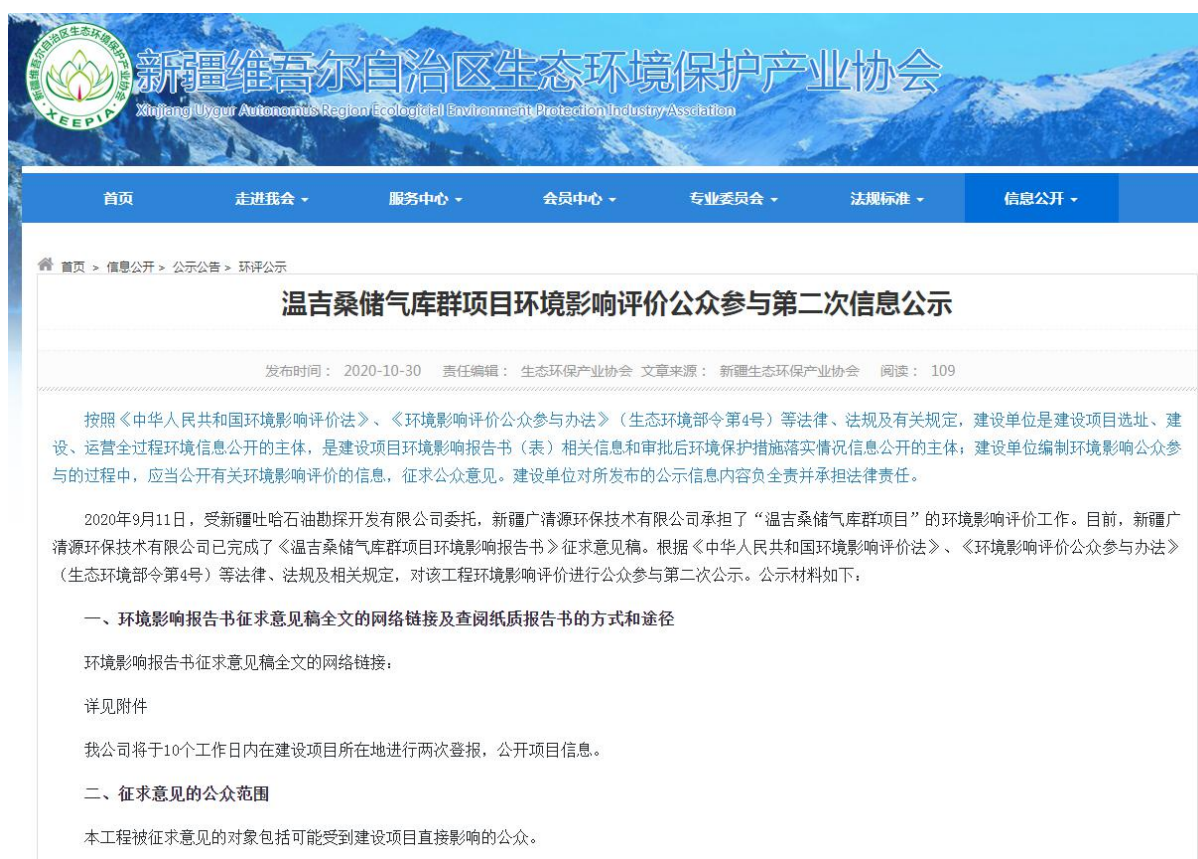 新疆维吾尔自治区生态环境保护产业协会
XEEPIA
Xinjiang Uygur Autonomus Region Ecologicial Environment Protection Industry Assciation
首页 走进我会 服务中心 会员中心 专业委员会 法规标准 信息公开
首页 > 信息公开 > 公示公告 > 环评公示
温吉桑储气库群项目环境影响评价公众参与第二次信息公示
发布时间： 2020-10-30 责任编辑： 生态环保产业协会 文章来源： 新疆生态环保产业协会 阅读： 109
按照《中华人民共和国环境影响评价法》、《环境影响评价公众参与办法》（生态环境部令第4号）等法律、法规及有关规定，建设单位是建设项目选址、建
设、运营全过程环境信息公开的主体，是建设项目环境影响报告书（表）相关信息和审批后环境保护措施落实情况信息公开的主体；建设单位编制环境影响公众参
与的过程中，应当公开有关环境影响评价的信息，征求公众意见。建设单位对所发布的公示信息内容负全责并承担法律责任。
2020年9月11日，受新疆吐哈石油勘探开发有限公司委托，新疆广清源环保技术有限公司承担了“温吉桑储气库群项目”的环境影响评价工作。目前，新疆广
清源环保技术有限公司已完成了《温吉桑储气库群项目环境影响报告书》征求意见稿。根据《中华人民共和国环境影响评价法》、《环境影响评价公众参与办法》
（生态环境部令第4号）等法律、法规及相关规定，对该工程环境影响评价进行公众参与第二次公示。公示材料如下：
一、环境影响报告书征求意见稿全文的网络链接及查阅纸质报告书的方式和途径
环境影响报告书征求意见稿全文的网络链接：
详见附件
我公司将于10个工作日内在建设项目所在地进行两次登报，公开项目信息。
二、征求意见的公众范围
本工程被征求意见的对象包括可能受到建设项目直接影响的公众。